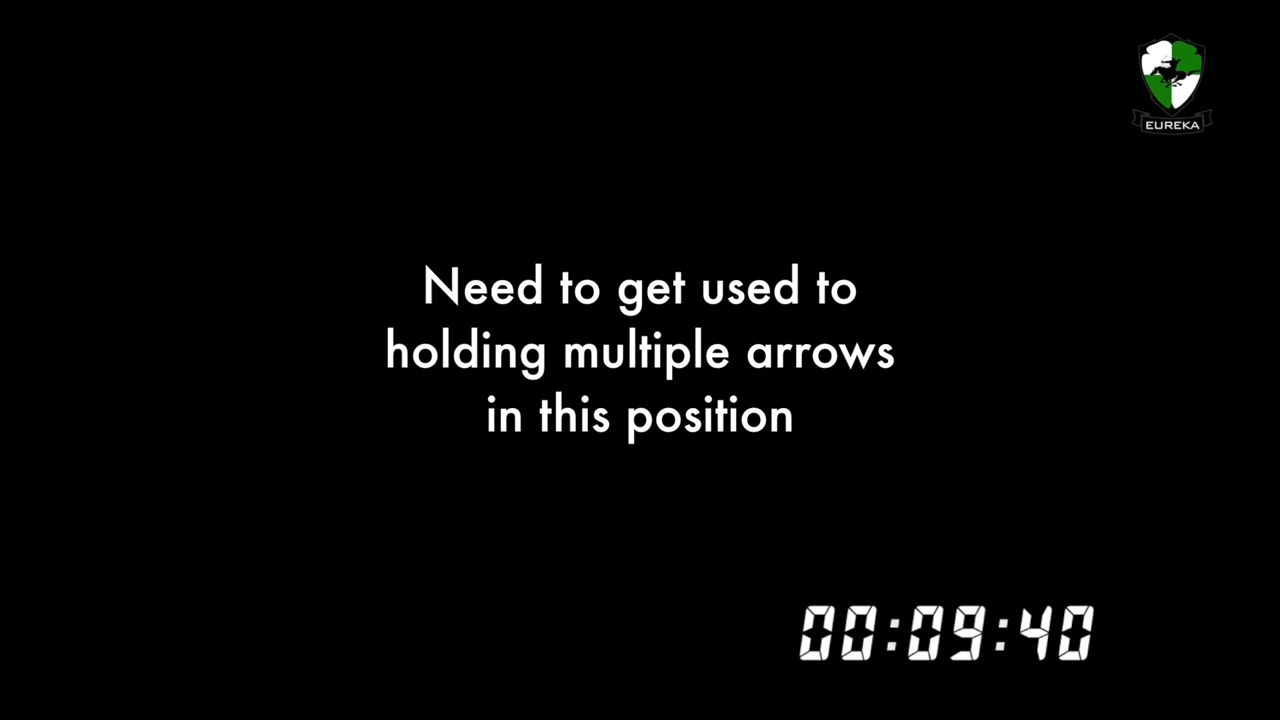 EUREKA
Need to get used to
holding multiple arrows
in this position
00:09:40